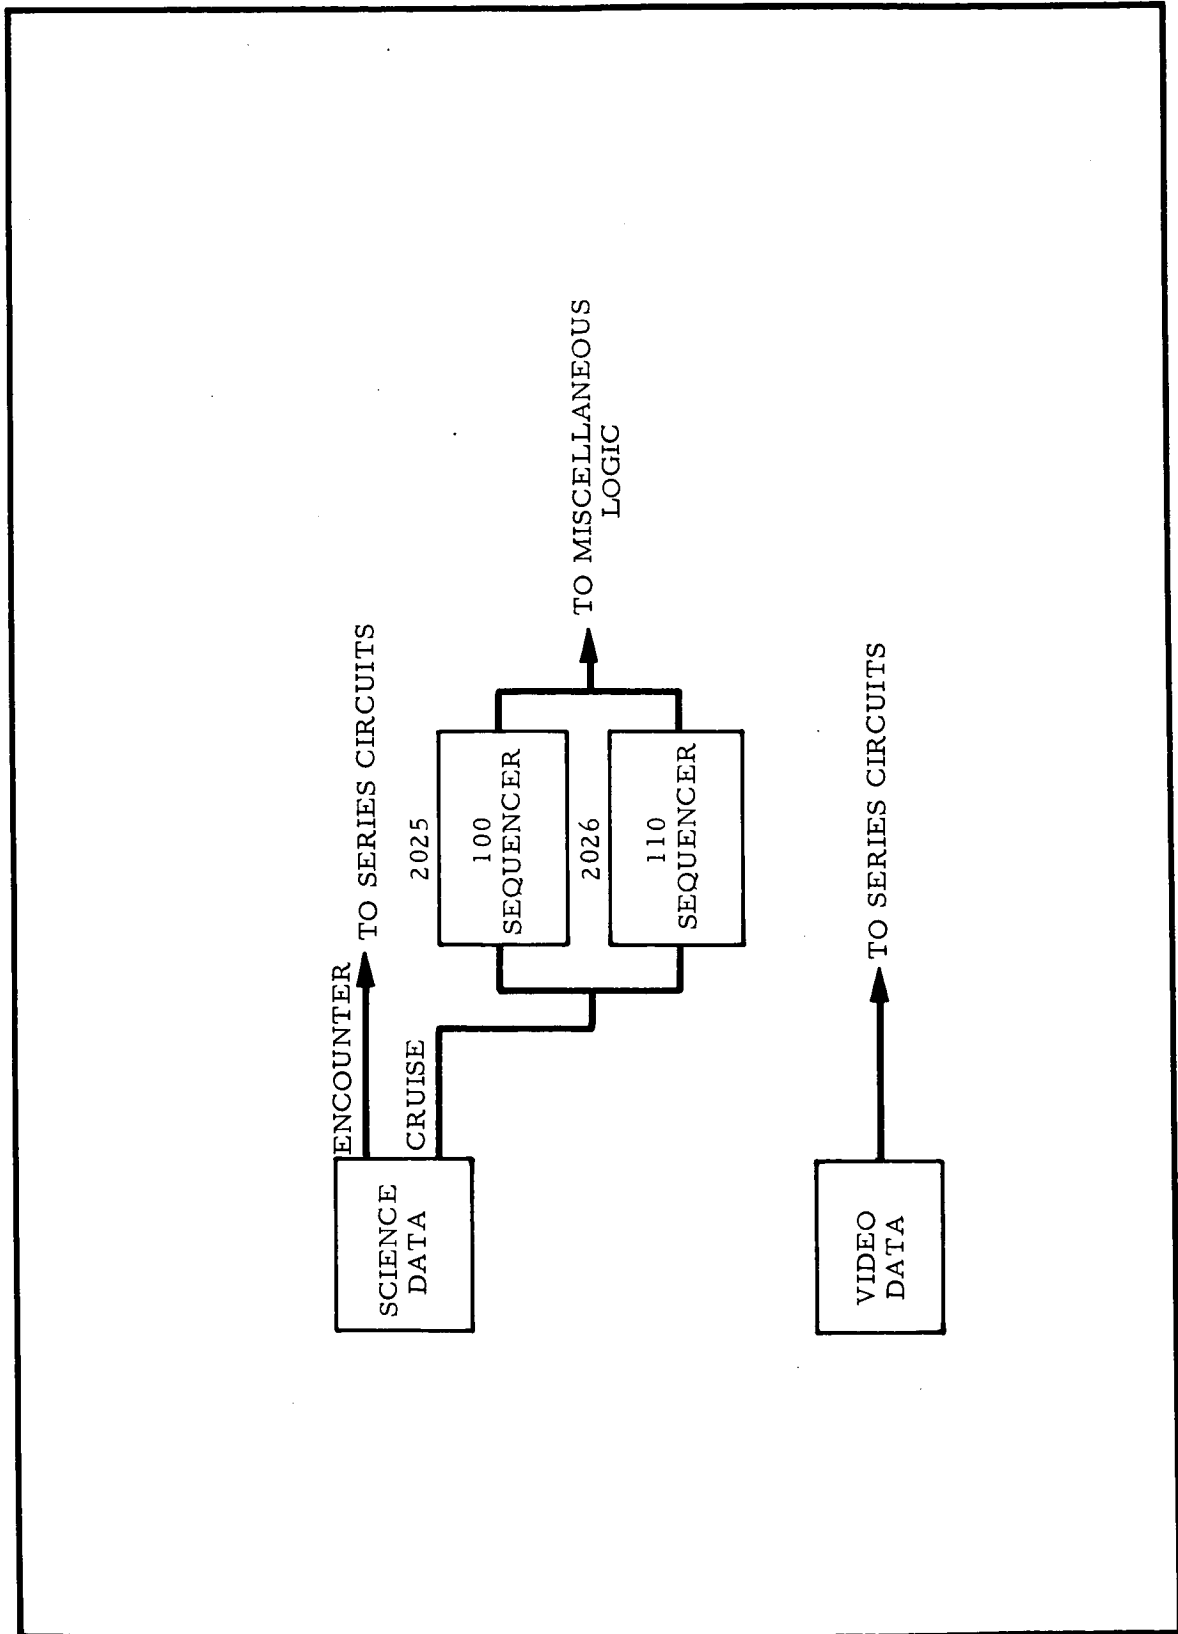 ENCOUNTER
TO SERIES CIRCUITS
SCIENCE
DATA
CRUISE
2025
100
SEQUENCER
2026
110
SEQUENCER
TO MISCELLANEOUS
LOGIC
VIDEO
DATA
TO SERIES CIRCUITS